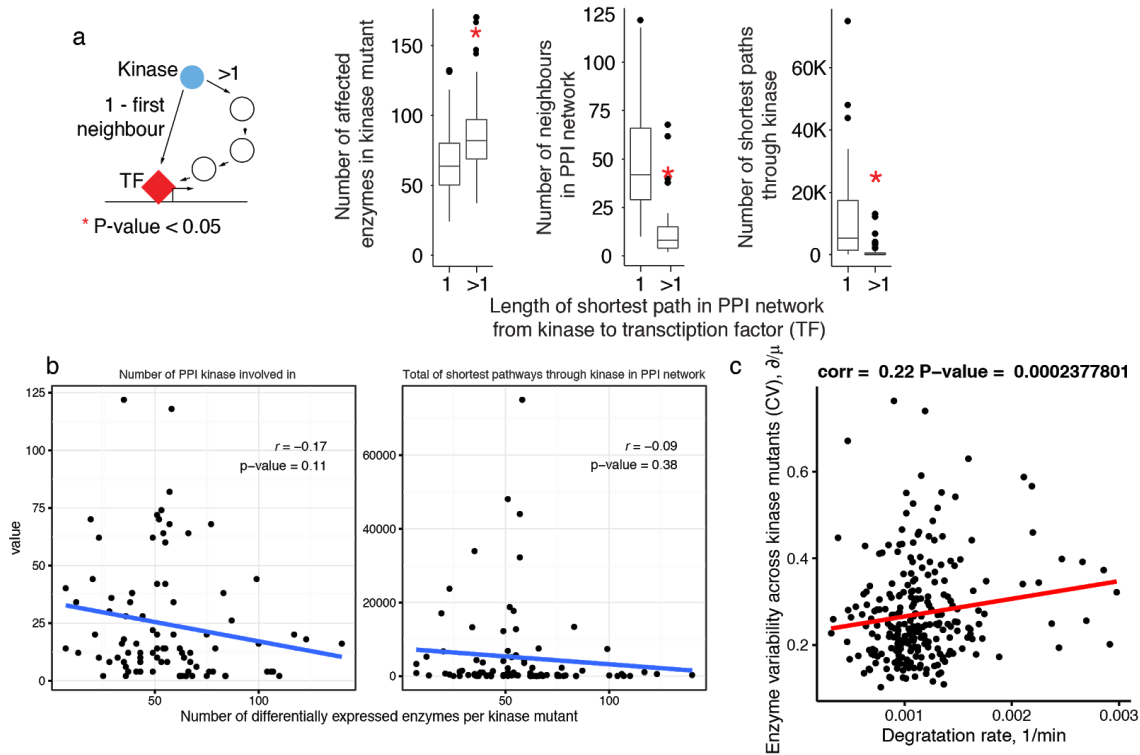 a
Kinase
>1
1 - first
neighbour
TF
* P-value < 0.05
Number of affected
enzymes in kinase mutant
150
100
50
0
*
1 >1
Number of neighbours
in PPI network
125
100
75
50
25
0
*
1 >1
Number of shortest paths
through kinase
60K
40K
20K
0
*
1 >1
Length of shortest path in PPI network
from kinase to transctiption factor (TF)
b
Number of PPI kinase involved in
value
125
100
75
50
25
0
r = −0.17
p−value = 0.11
50 100
Total of shortest pathways through kinase in PPI network
60000
40000
20000
0
r = −0.09
p−value = 0.38
50 100
Number of differentially expressed enzymes per kinase mutant
c
corr = 0.22 P−value = 0.0002377801
Enzyme variability across kinase mutants (CV), ∂/μ
0.6
0.4
0.2
0.001 0.002 0.003
Degratation rate, 1/min